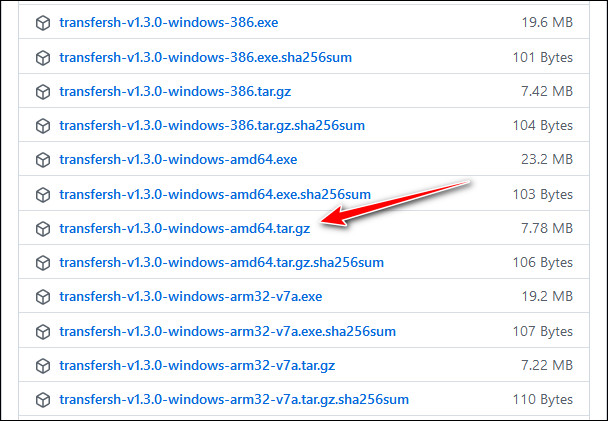 transfersh-v1.3.0-windows-386.exe 19.6 MB
transfersh-v1.3.0-windows-386.exe.sha256sum 101 Bytes
transfersh-v1.3.0-windows-386.tar.gz 7.42 MB
transfersh-v1.3.0-windows-386.tar.gz.sha256sum 104 Bytes
transfersh-v1.3.0-windows-amd64.exe 23.2 MB
transfersh-v1.3.0-windows-amd64.exe.sha256sum 103 Bytes
transfersh-v1.3.0-windows-amd64.tar.gz 7.78 MB
transfersh-v1.3.0-windows-amd64.tar.gz.sha256sum 106 Bytes
transfersh-v1.3.0-windows-arm32-v7a.exe 19.2 MB
transfersh-v1.3.0-windows-arm32-v7a.exe.sha256sum 107 Bytes
transfersh-v1.3.0-windows-arm32-v7a.tar.gz 7.22 MB
transfersh-v1.3.0-windows-arm32-v7a.tar.gz.sha256sum 110 Bytes